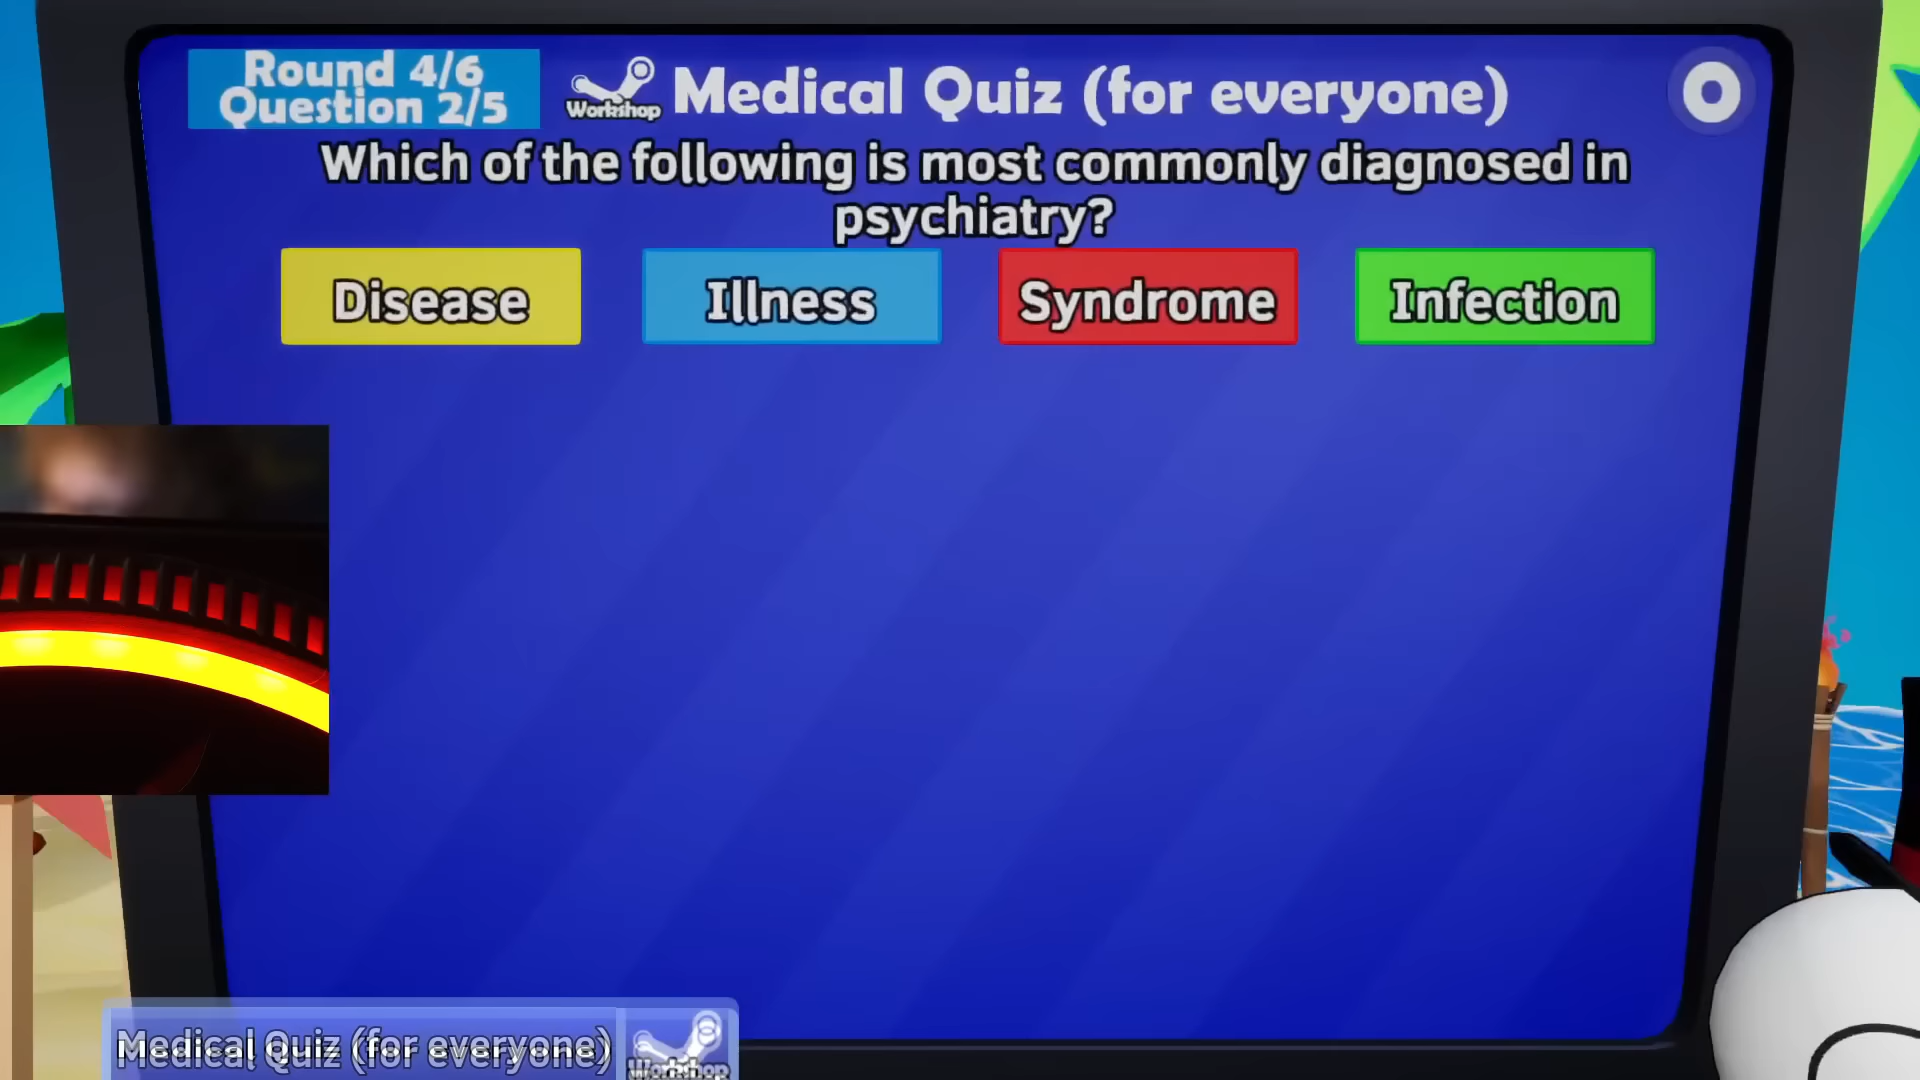 Round 4/6
Question 2/5
Workshop
Medical Quiz (for everyone)
Which of the following is most commonly diagnosed in
psychiatry?
Disease
Illness
Syndrome
Infection
Medical Quiz (for everyone)
Workshop